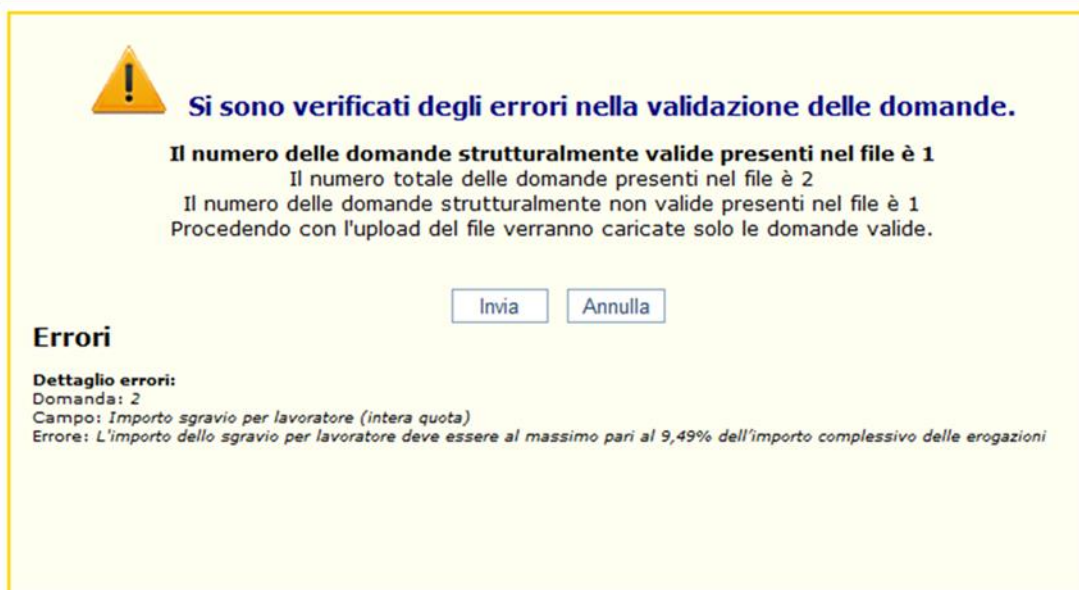 Si sono verificati degli errori nella validazione delle domande.
Il numero delle domande strutturalmente valide presenti nel file è 1
Il numero totale delle domande presenti nel file è 2
Il numero delle domande strutturalmente non valide presenti nel file è 1
Procedendo con l'upload del file verranno caricate solo le domande valide.
Invia Annulla
Errori
Dettaglio errori:
Domanda: 2
Campo: Importo sgravio per lavoratore (intera quota)
Errore: L'importo dello sgravio per lavoratore deve essere al massimo pari al 9,49% dell'importo complessivo delle erogazioni